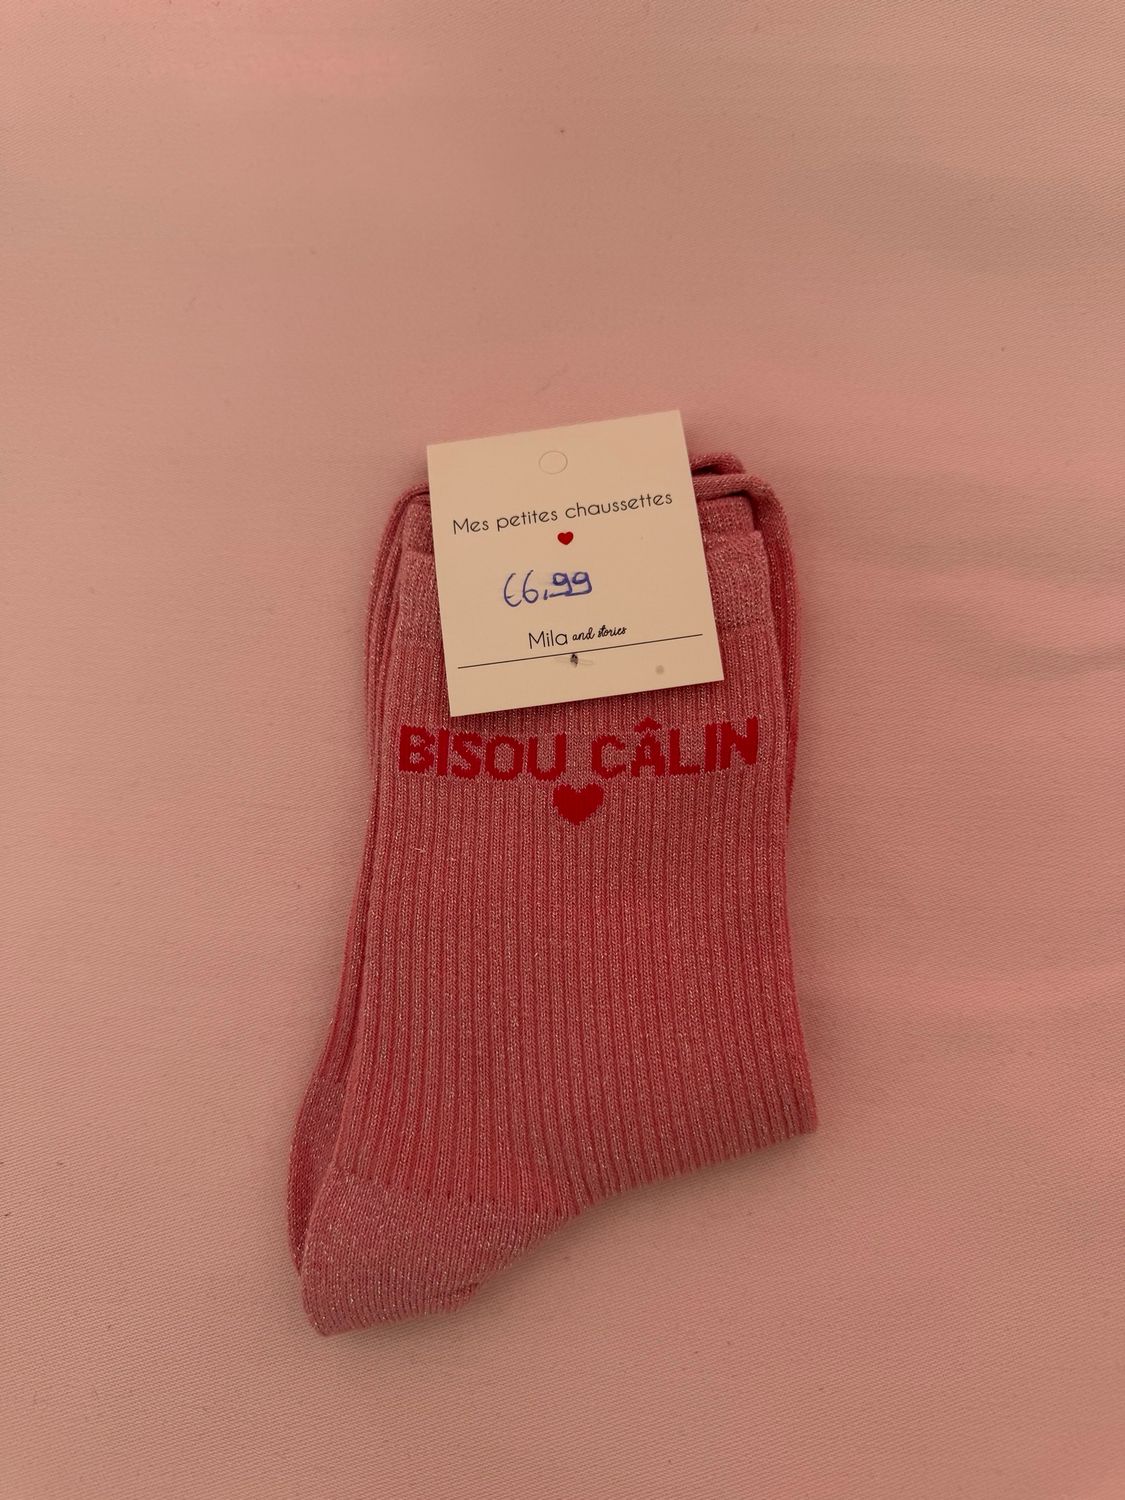 Mes petites chaussettes
€6,99
Mila and stories
BISOU CÂLIN